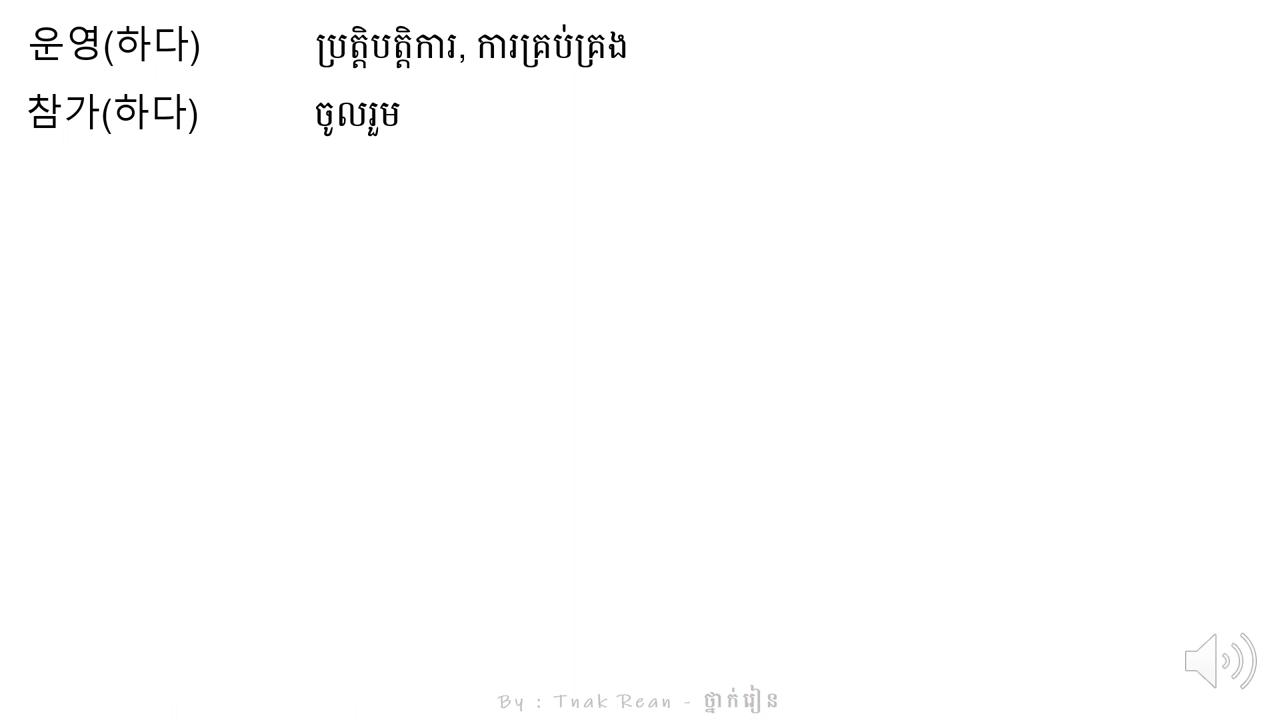 운영(하다) ប្រតិ្តបតិ្តការ, ការគ្រប់គ្រង
참가(하다) ចូលរួម
By : Tnak Rean - ថ្នាក់រៀន